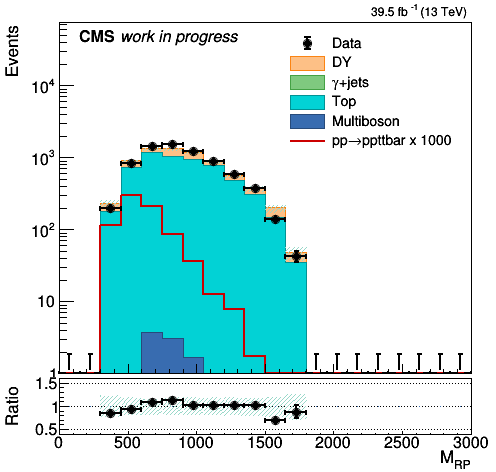 39.5 fb⁻¹ (13 TeV)
CMS work in progress
Events
Data
DY
γ+jets
Top
Multiboson
pp→ppttbar x 1000
10⁴
10³
10²
10
1
Ratio
1.5
1
0.5
0 500 1000 1500 2000 2500 3000
M_RP